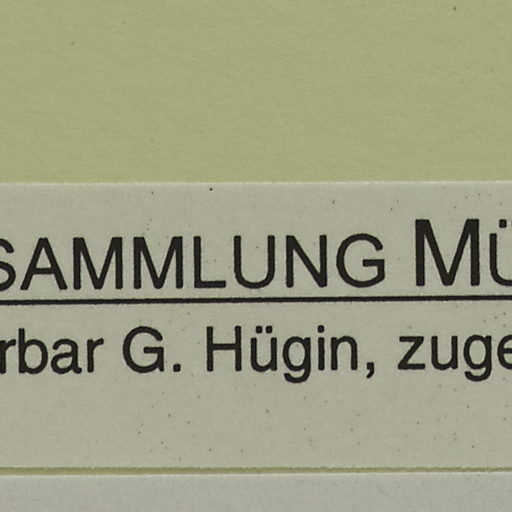 SAMMLUNG MÜ
rbar G. Hügin, zuge